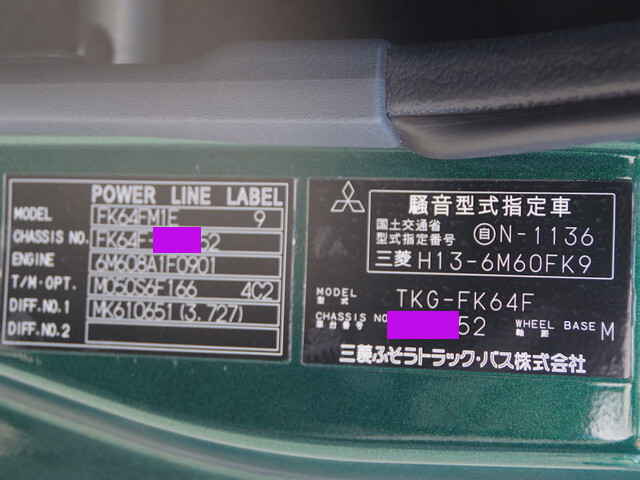 POWER LINE LABEL
MODEL FK64FM1E 9
CHASSIS NO. FK64F- 52
ENGINE 6M608A1F0901
T/M・OPT. M050S6F166 4C2
DIFF.NO.1 MK610651 (3.727)
DIFF.NO.2
騒音型式指定車
国土交通省
型式指定番号 自 N-1136
三菱 H13-6M60FK9
MODEL
型式 TKG-FK64F
CHASSIS NO 52 WHEEL BASE M
車台番号 軸距
三菱ふそうトラック・バス株式会社